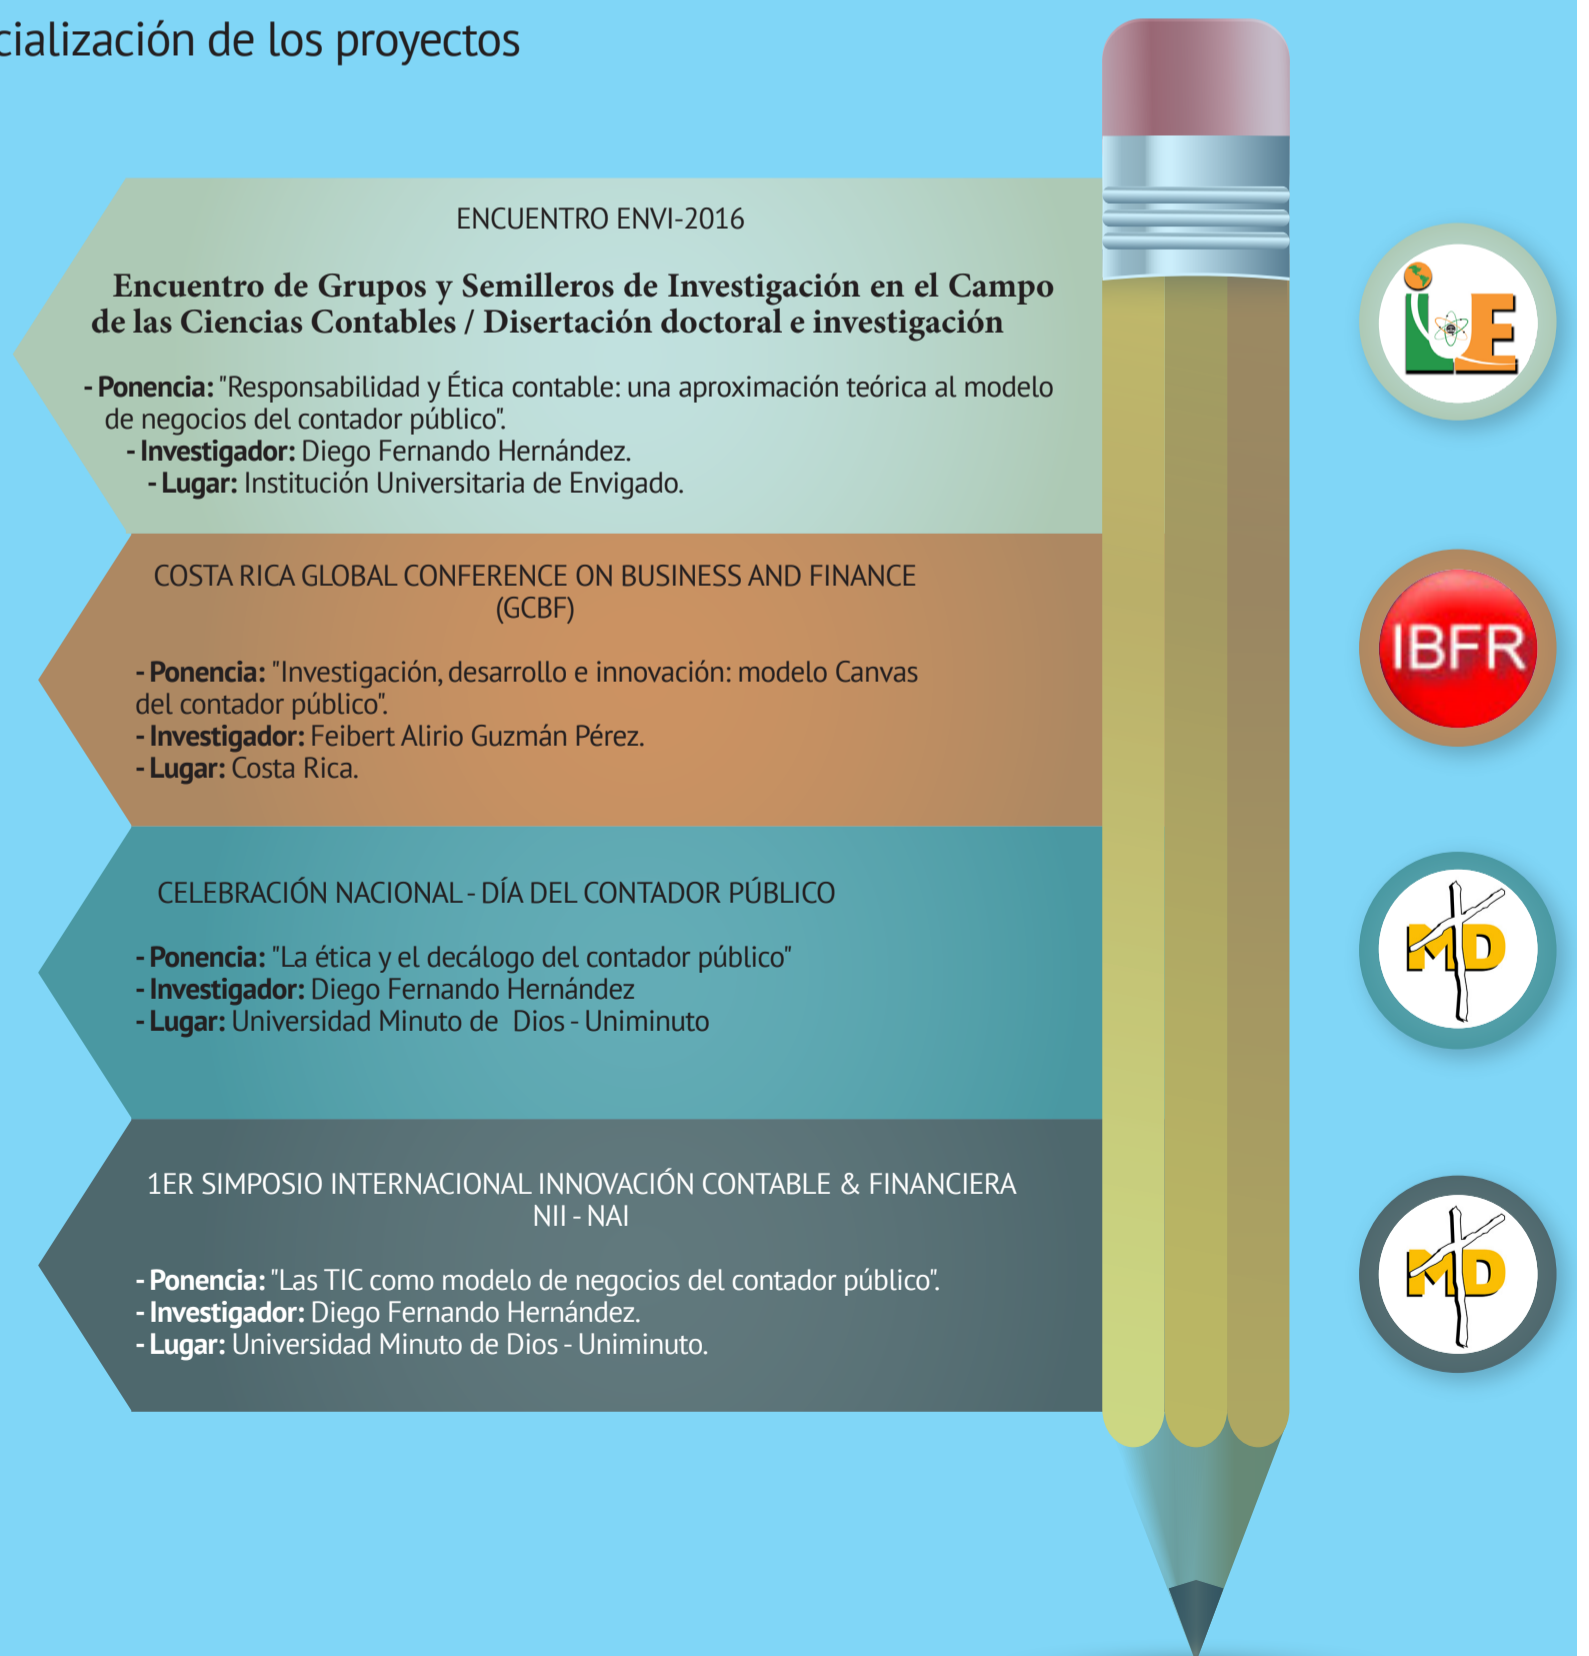 cialización de los proyectos
ENCUENTRO ENVI-2016
Encuentro de Grupos y Semilleros de Investigación en el Campo
de las Ciencias Contables / Disertación doctoral e investigación
- Ponencia: "Responsabilidad y Ética contable: una aproximación teórica al modelo
de negocios del contador público".
- Investigador: Diego Fernando Hernández.
- Lugar: Institución Universitaria de Envigado.
COSTA RICA GLOBAL CONFERENCE ON BUSINESS AND FINANCE
(GCBF)
- Ponencia: "Investigación, desarrollo e innovación: modelo Canvas
del contador público".
- Investigador: Feibert Alirio Guzmán Pérez.
- Lugar: Costa Rica.
CELEBRACIÓN NACIONAL - DÍA DEL CONTADOR PÚBLICO
- Ponencia: "La ética y el decálogo del contador público"
- Investigador: Diego Fernando Hernández
- Lugar: Universidad Minuto de  Dios - Uniminuto
1ER SIMPOSIO INTERNACIONAL INNOVACIÓN CONTABLE & FINANCIERA
NII - NAI
- Ponencia: "Las TIC como modelo de negocios del contador público".
- Investigador: Diego Fernando Hernández.
- Lugar: Universidad Minuto de Dios - Uniminuto.
iUE
IBFR
MD
MD